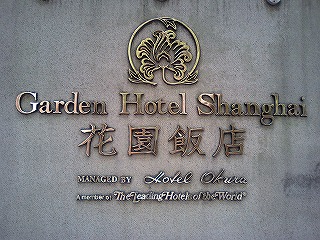 Garden Hotel Shanghai
花園飯店
MANAGED BY Hotel Okura
A member of The Leading Hotels of the World®